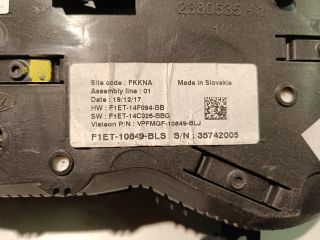 2380535-1
Site code : FKKNA Made in Slovakia
Assembly line : 01
Date : 19/12/17
HW : F1ET-14F094-BB
SW : F1ET-14C026-BBG
Visteon P/N : VPFMGF-10849-BLJ
F1ET-10849-BLS S/N : 35742005